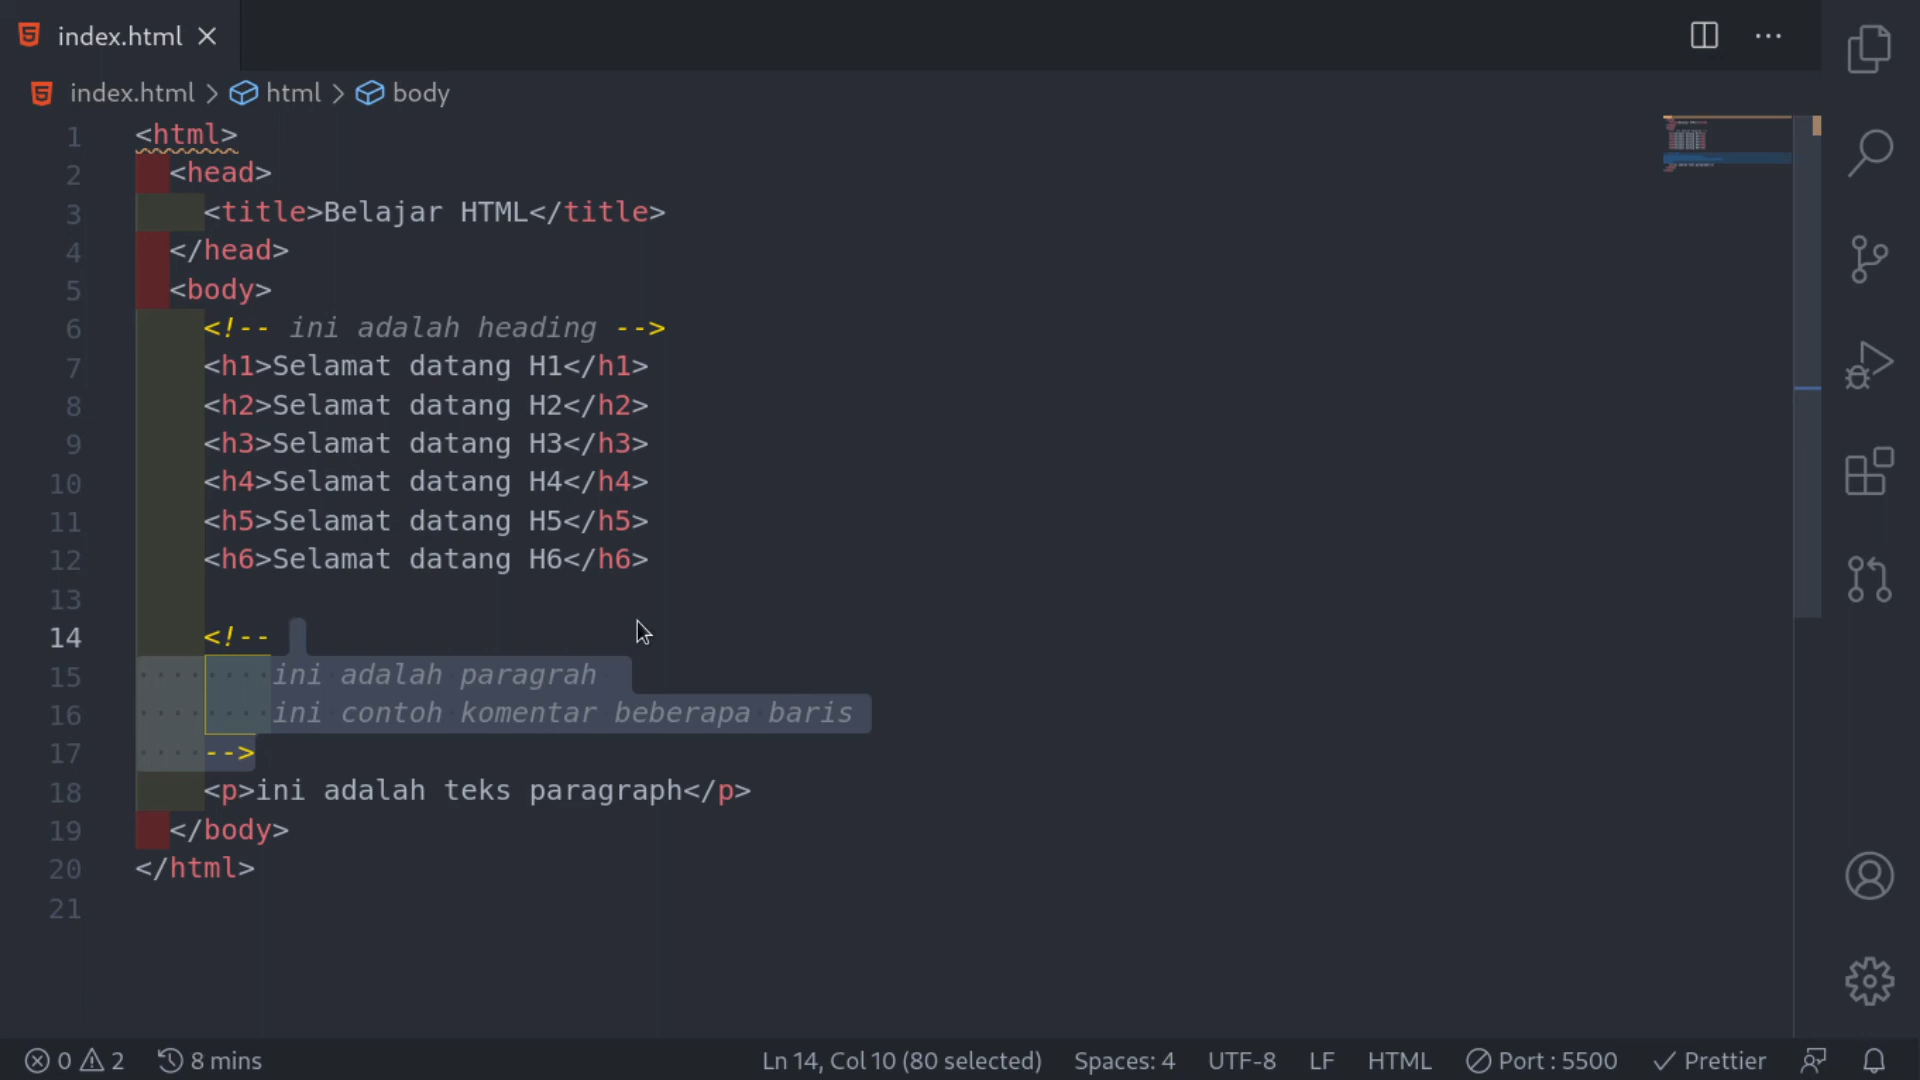 index.html
index.html > html > body
1 <html>
2 <head>
3 <title>Belajar HTML</title>
4 </head>
5 <body>
6 <!-- ini adalah heading -->
7 <h1>Selamat datang H1</h1>
8 <h2>Selamat datang H2</h2>
9 <h3>Selamat datang H3</h3>
10 <h4>Selamat datang H4</h4>
11 <h5>Selamat datang H5</h5>
12 <h6>Selamat datang H6</h6>
13
14 <!--
15 ini adalah paragrah
16 ini contoh komentar beberapa baris
17 -->
18 <p>ini adalah teks paragraph</p>
19 </body>
20 </html>
21
0 2 8 mins Ln 14, Col 10 (80 selected) Spaces: 4 UTF-8 LF HTML Port : 5500 Prettier